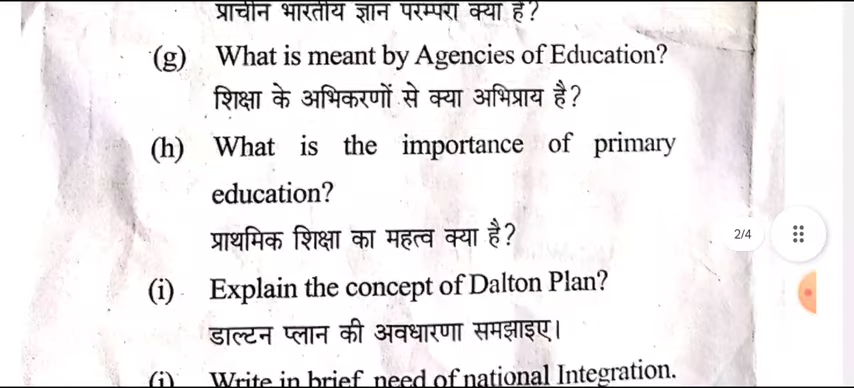 प्राचीन भारतीय ज्ञान परम्परा क्या है?
(g) What is meant by Agencies of Education?
शिक्षा के अभिकरणों से क्या अभिप्राय है?
(h) What is the importance of primary
education?
प्राथमिक शिक्षा का महत्व क्या है?
2/4
(i) Explain the concept of Dalton Plan?
डाल्टन प्लान की अवधारणा समझाइए।
(j) Write in brief need of national Integration.